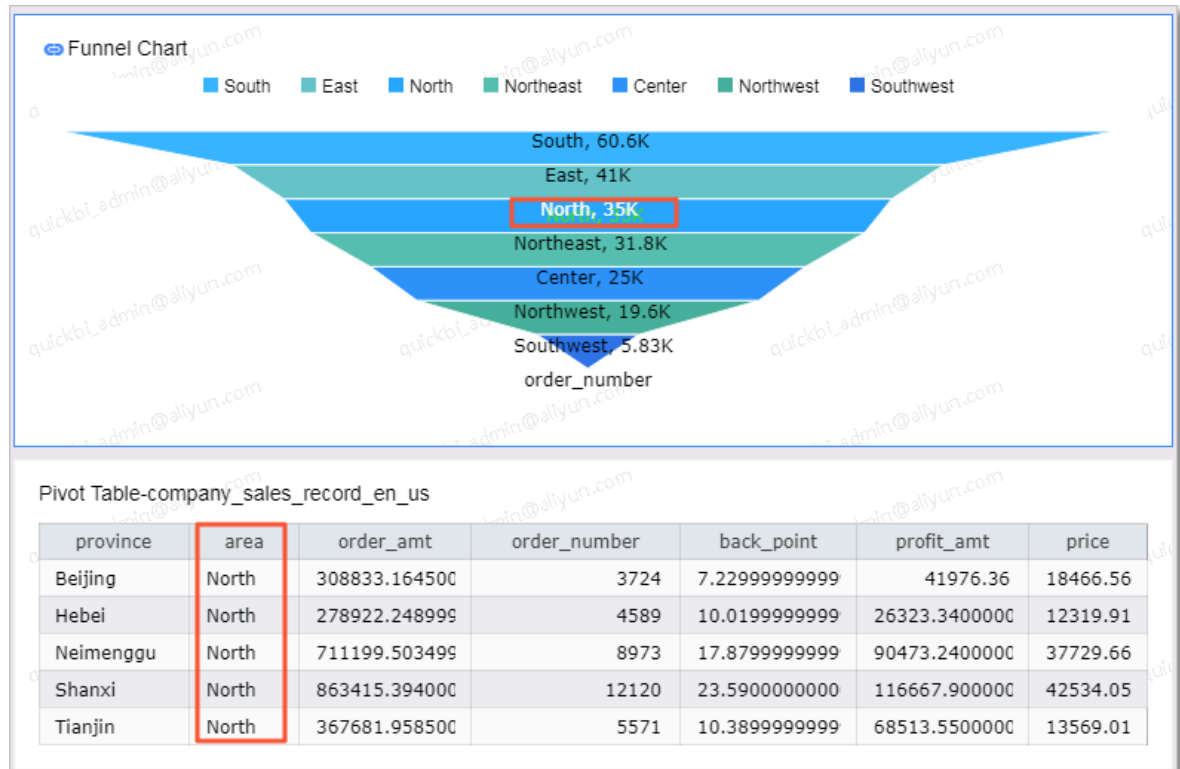 Funnel Chart
South East North Northeast Center Northwest Southwest
South, 60.6K
East, 41K
North, 35K
Northeast, 31.8K
Center, 25K
Northwest, 19.6K
Southwest, 5.83K
order_number
quickbi_admin@aliyun.com
Pivot Table-company_sales_record_en_us
province area order_amt order_number back_point profit_amt price
Beijing North 308833.164500 3724 7.22999999999 41976.36 18466.56
Hebei North 278922.248999 4589 10.0199999999 26323.3400000 12319.91
Neimenggu North 711199.503499 8973 17.8799999999 90473.2400000 37729.66
Shanxi North 863415.394000 12120 23.5900000000 116667.900000 42534.05
Tianjin North 367681.958500 5571 10.3899999999 68513.5500000 13569.01